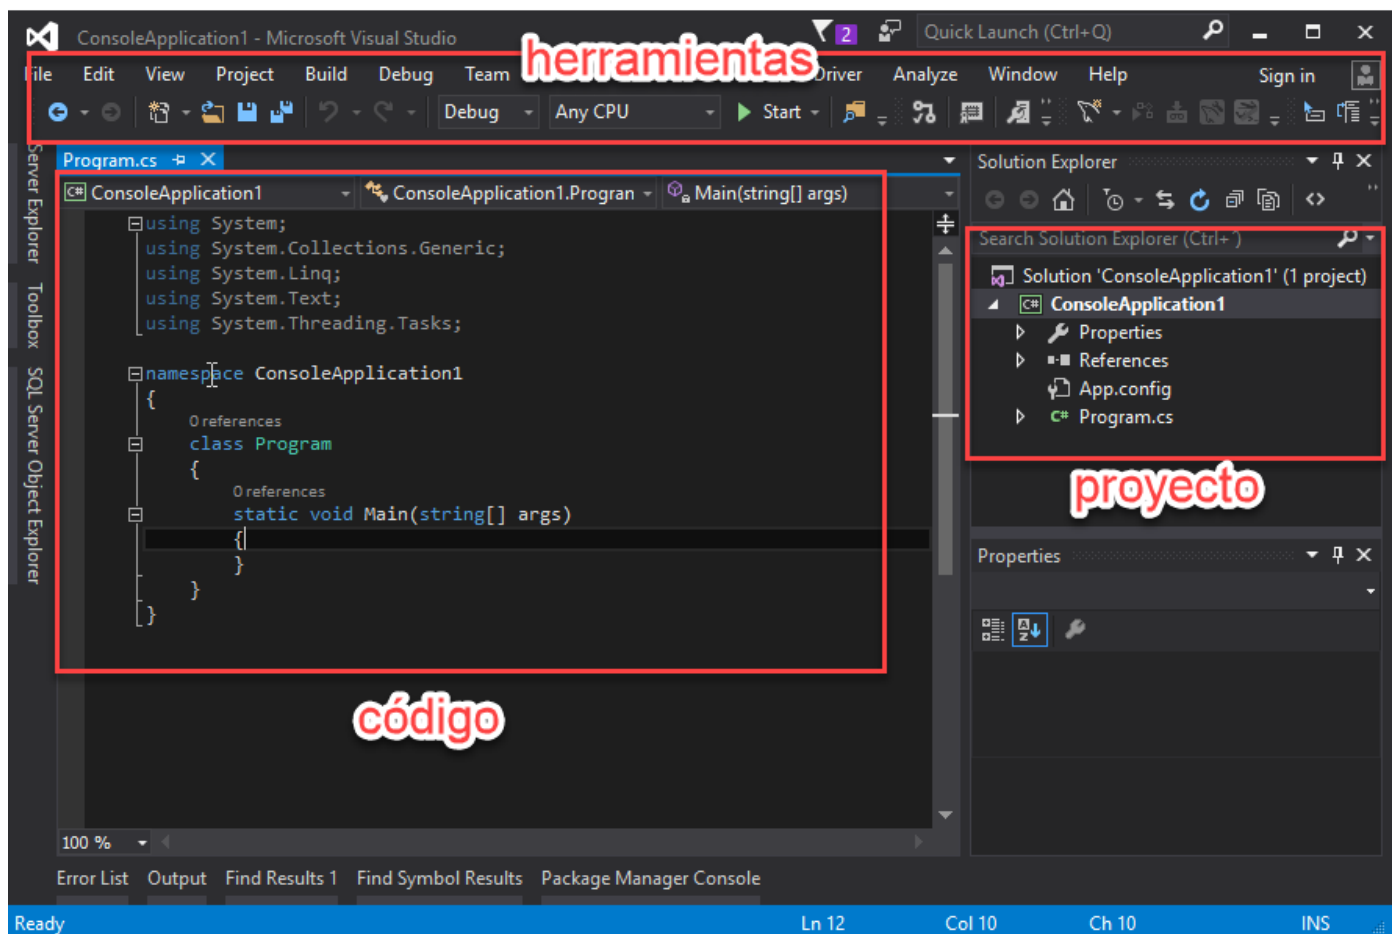 ConsoleApplication1 - Microsoft Visual Studio
2
Quick Launch (Ctrl+Q)
herramientas
File Edit View Project Build Debug Team Driver Analyze Window Help Sign in
Debug Any CPU Start
Server Explorer
Toolbox
SQL Server Object Explorer
Program.cs
ConsoleApplication1 ConsoleApplication1.Progran Main(string[] args)
using System;
using System.Collections.Generic;
using System.Linq;
using System.Text;
using System.Threading.Tasks;
namespace ConsoleApplication1
{
0 references
class Program
{
0 references
static void Main(string[] args)
{
}
}
}
código
100 %
Solution Explorer
Search Solution Explorer (Ctrl+´)
Solution 'ConsoleApplication1' (1 project)
C# ConsoleApplication1
Properties
References
App.config
C# Program.cs
proyecto
Properties
Error List Output Find Results 1 Find Symbol Results Package Manager Console
Ready Ln 12 Col 10 Ch 10 INS